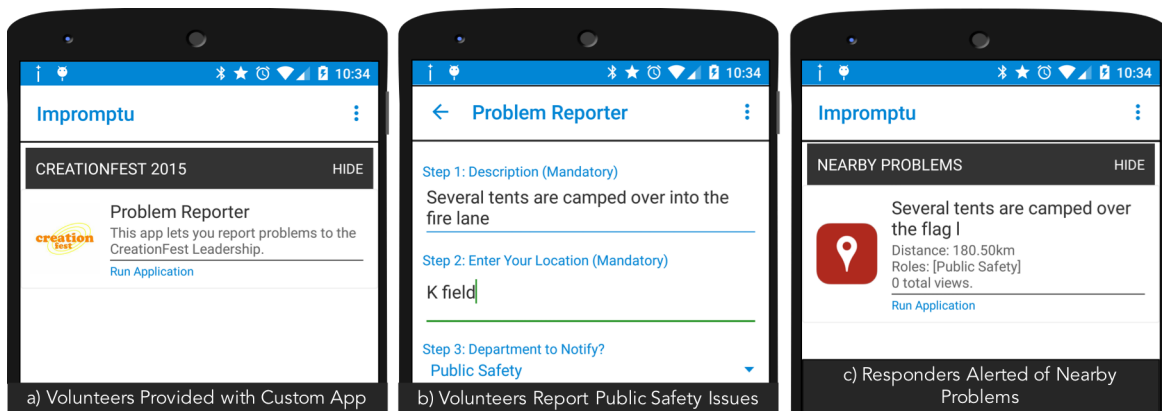 10:34
Impromptu
CREATIONFEST 2015 HIDE
creation
fest
Problem Reporter
This app lets you report problems to the
CreationFest Leadership.
Run Application
a) Volunteers Provided with Custom App
10:34
Problem Reporter
Step 1: Description (Mandatory)
Several tents are camped over into the
fire lane
Step 2: Enter Your Location (Mandatory)
K field
Step 3: Department to Notify?
Public Safety
b) Volunteers Report Public Safety Issues
10:34
Impromptu
NEARBY PROBLEMS HIDE
Several tents are camped over
the flag l
Distance: 180.50km
Roles: [Public Safety]
0 total views.
Run Application
c) Responders Alerted of Nearby
Problems